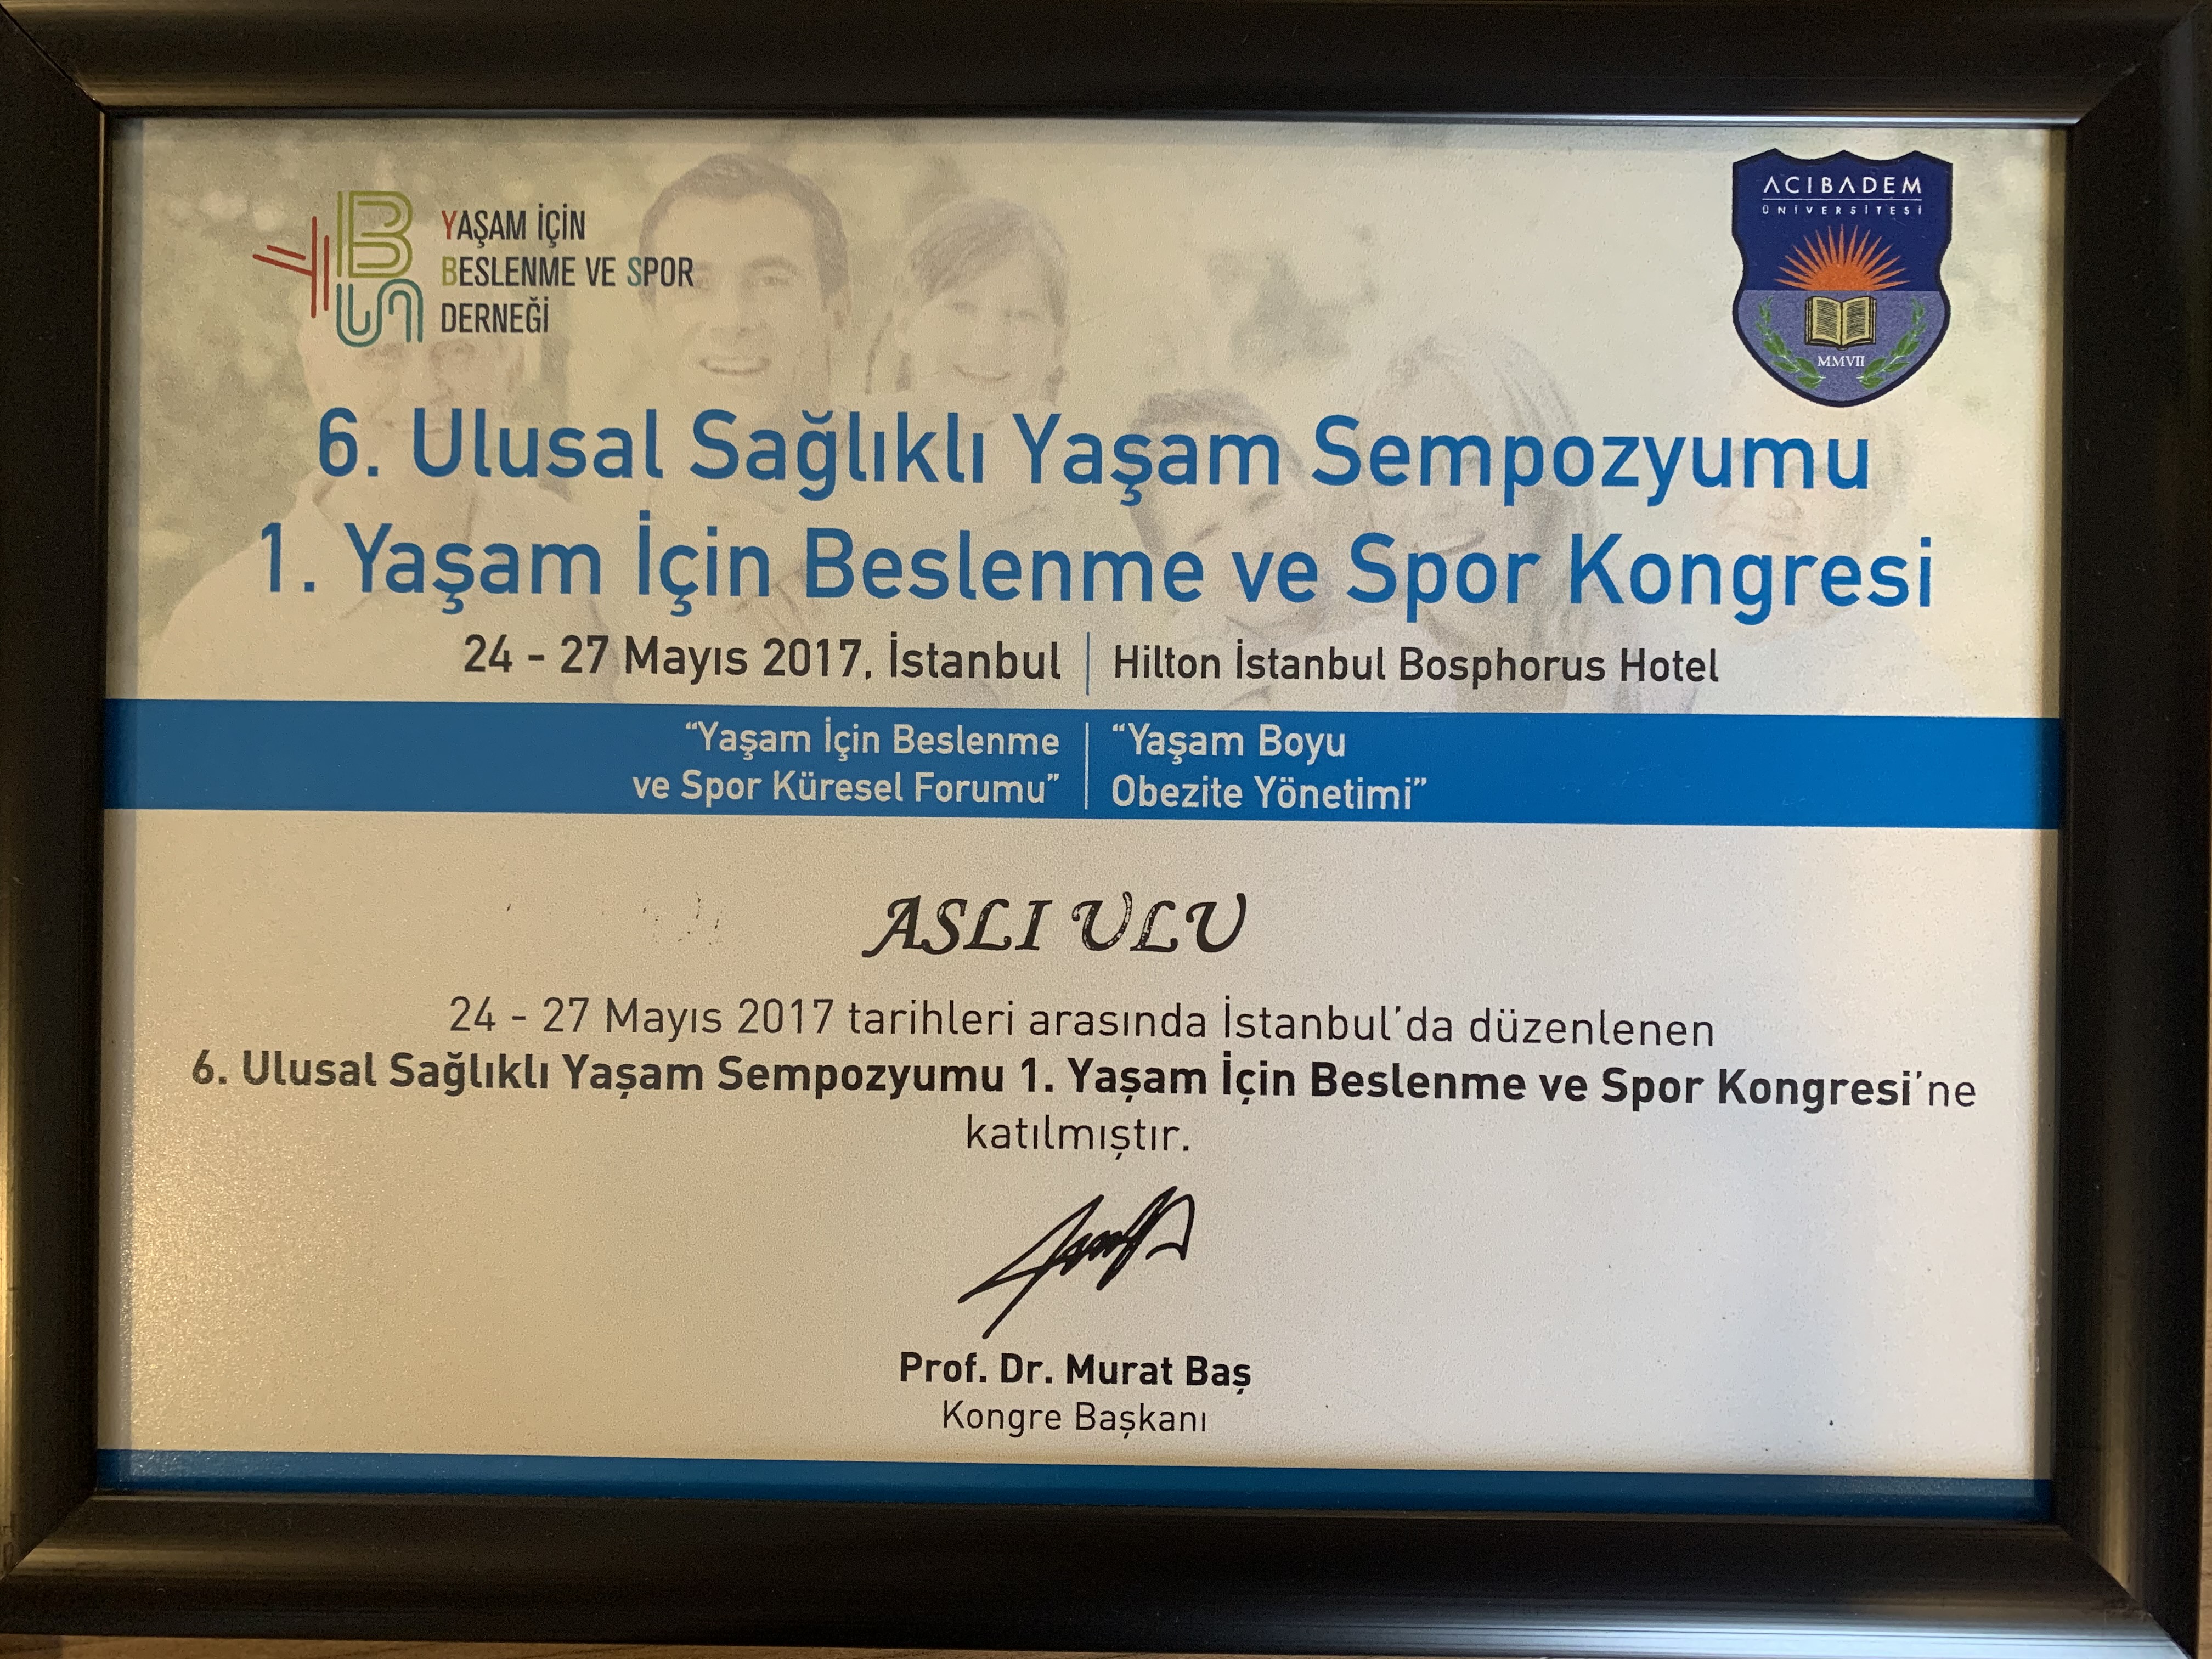 YAŞAM İÇİN
BESLENME VE SPOR
DERNEĞİ
ACIBADEM
ÜNİVERSİTESİ
MMVII
6. Ulusal Sağlıklı Yaşam Sempozyumu
1. Yaşam İçin Beslenme ve Spor Kongresi
24 - 27 Mayıs 2017, İstanbul | Hilton İstanbul Bosphorus Hotel
“Yaşam İçin Beslenme
ve Spor Küresel Forumu”
“Yaşam Boyu
Obezite Yönetimi”
ASLI ULU
24 - 27 Mayıs 2017 tarihleri arasında İstanbul'da düzenlenen
6. Ulusal Sağlıklı Yaşam Sempozyumu 1. Yaşam İçin Beslenme ve Spor Kongresi'ne
katılmıştır.
Prof. Dr. Murat Baş
Kongre Başkanı